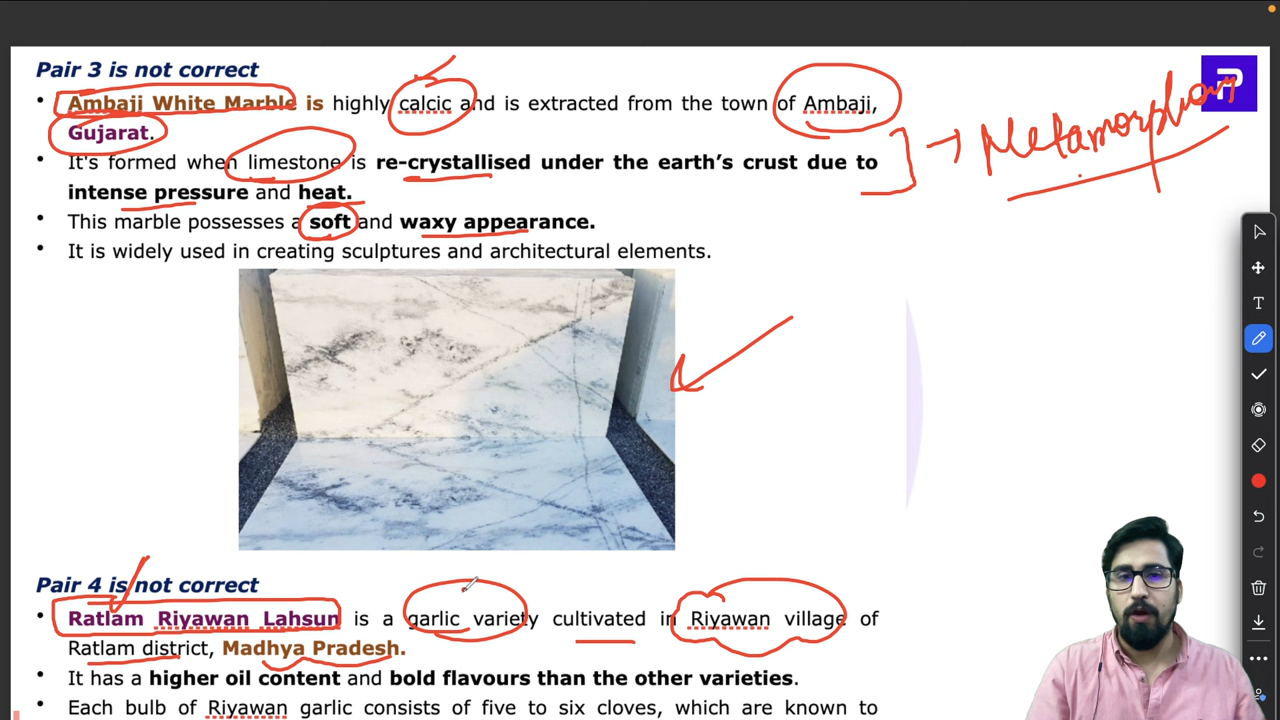 Pair 3 is not correct
• Ambaji White Marble is highly calcic and is extracted from the town of Ambaji,
Gujarat.
• It's formed when limestone is re-crystallised under the earth’s crust due to
intense pressure and heat.
• This marble possesses a soft and waxy appearance.
• It is widely used in creating sculptures and architectural elements.
Pair 4 is not correct
• Ratlam Riyawan Lahsun is a garlic variety cultivated in Riyawan village of
Ratlam district, Madhya Pradesh.
• It has a higher oil content and bold flavours than the other varieties.
• Each bulb of Riyawan garlic consists of five to six cloves, which are known to